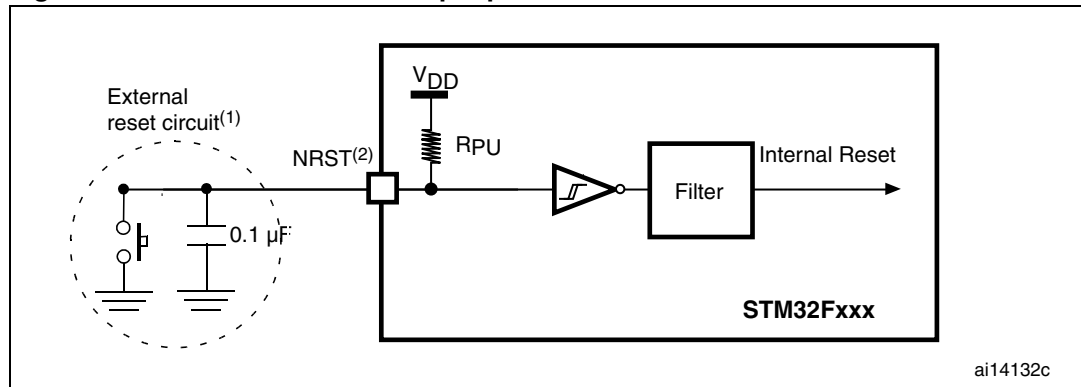 External
reset circuit(1)
VDD
RPU
NRST(2)
Internal Reset
Filter
0.1 µF
STM32Fxxx
ai14132c